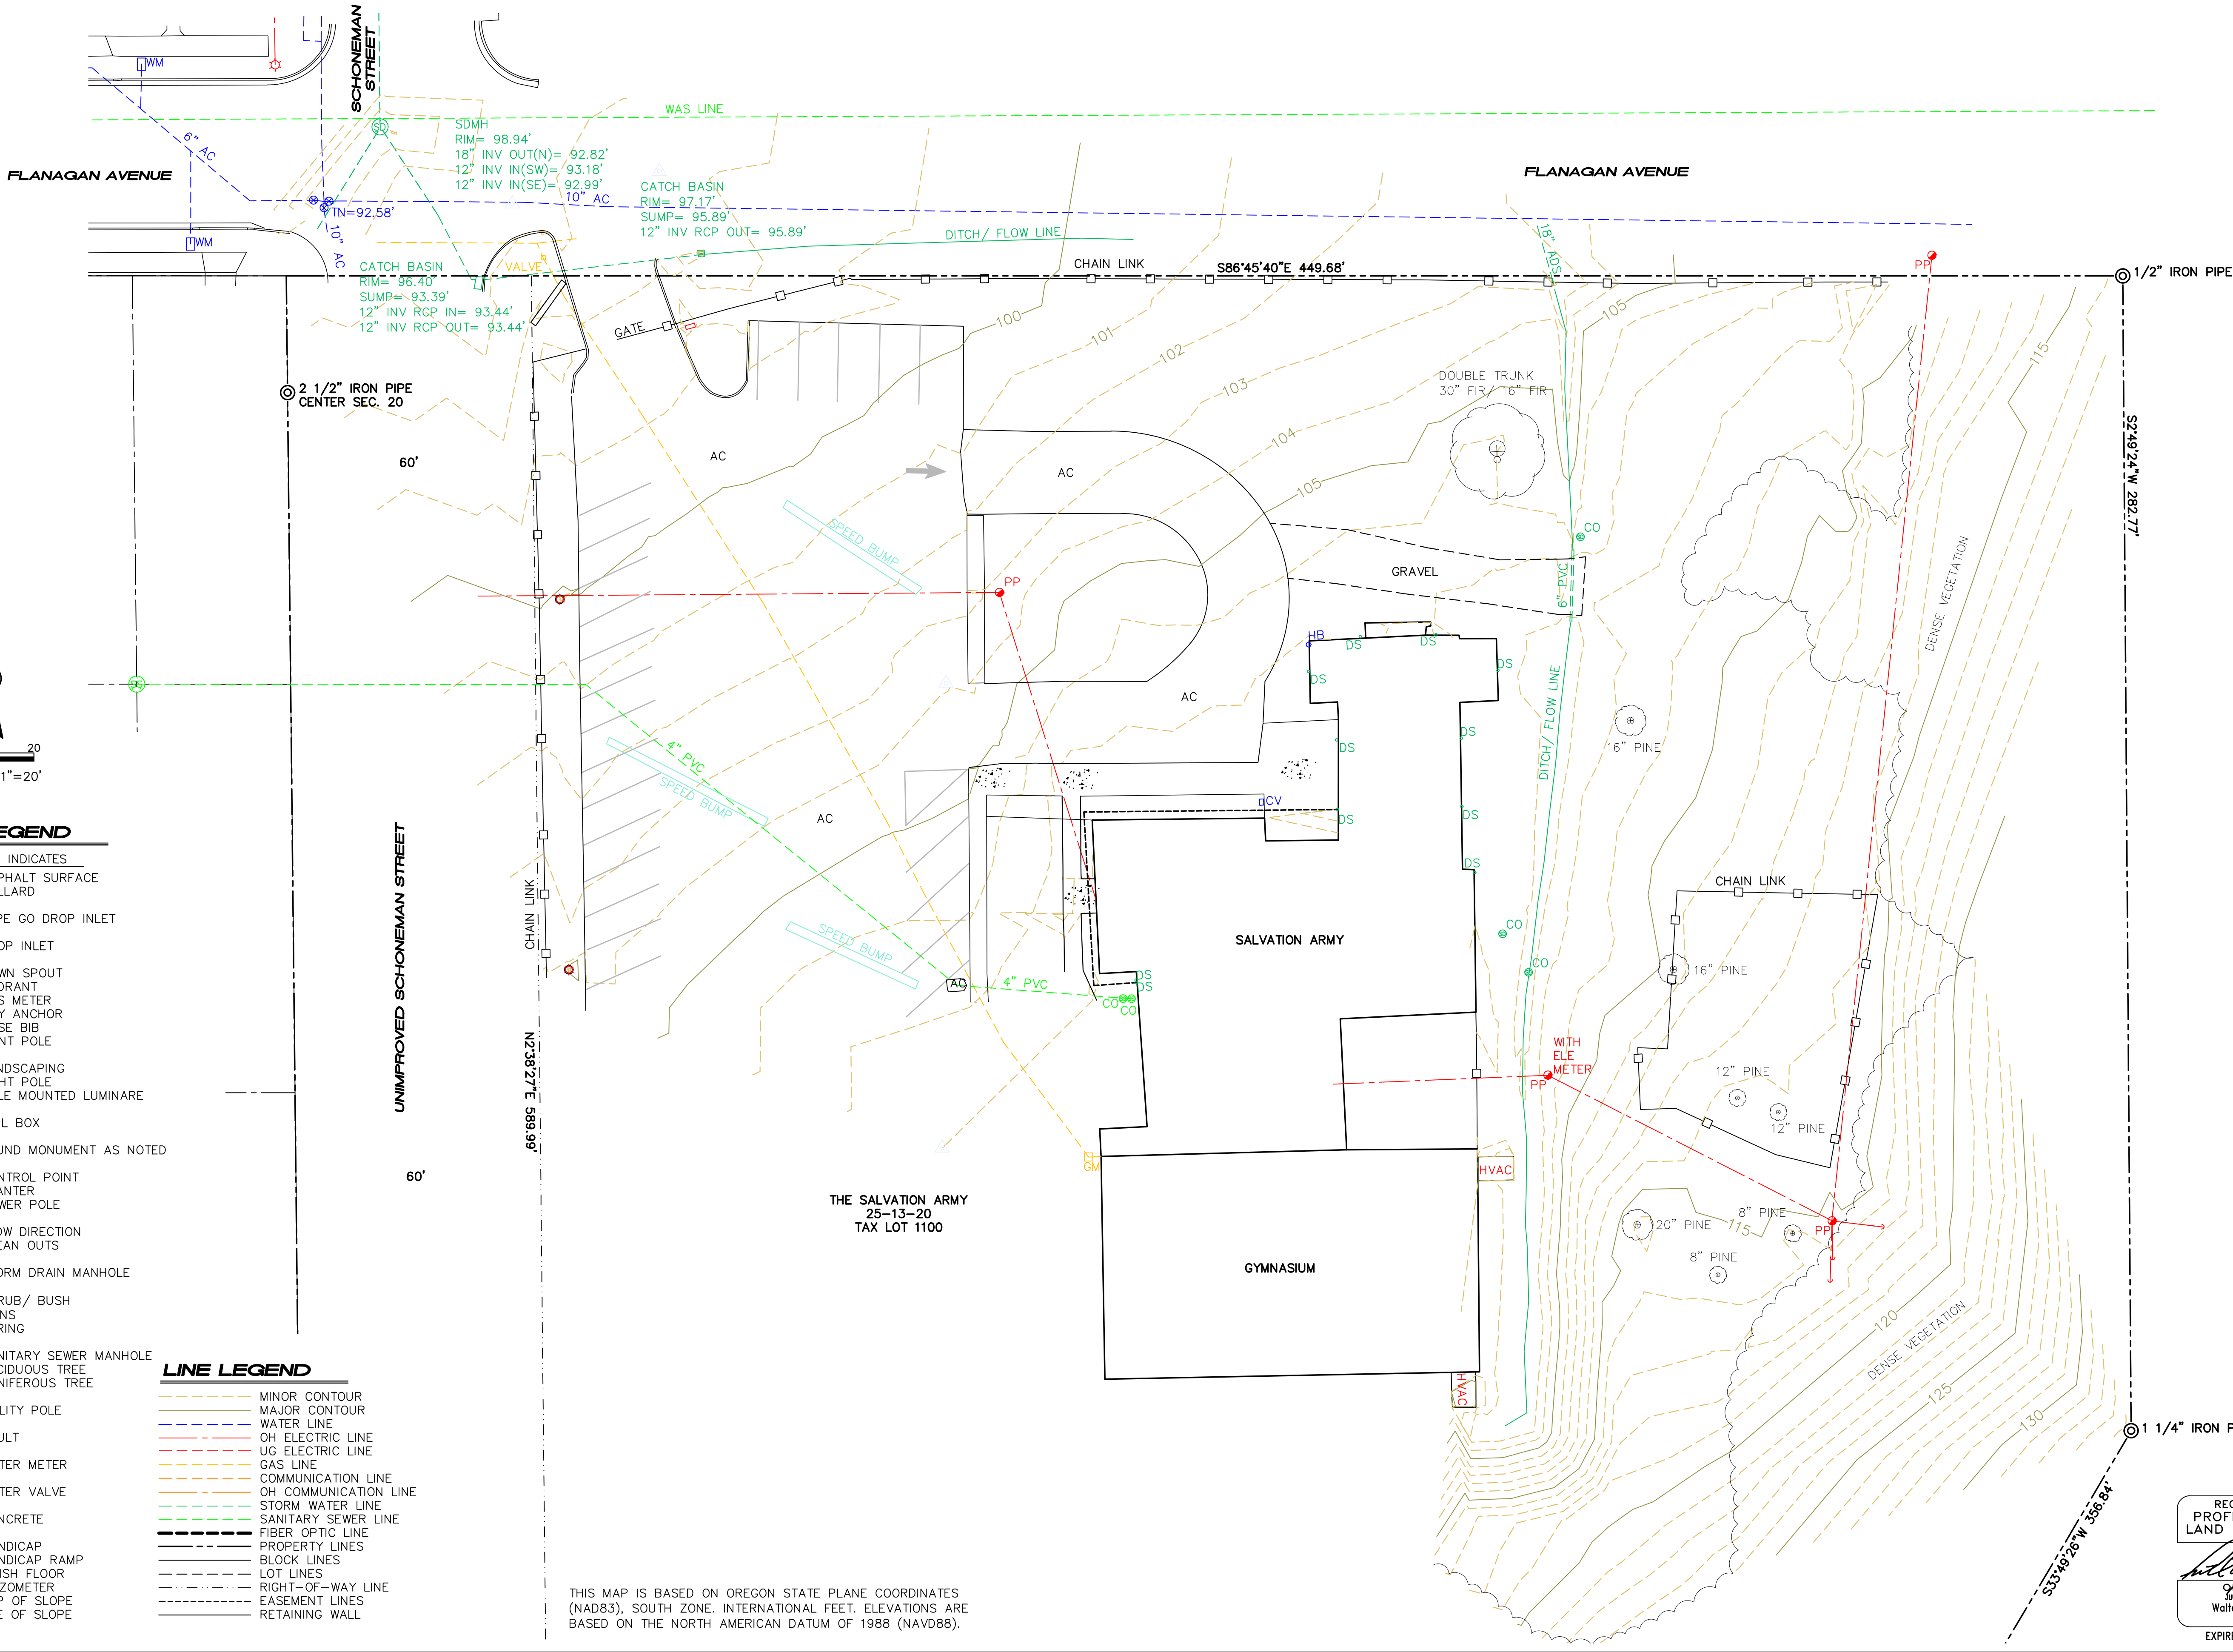 SCHONEMAN
STREET
WM
6" AC
WAS LINE
FLANAGAN AVENUE
SD
SDMH
RIM= 98.94'
18" INV OUT(N)= 92.82'
12" INV IN(SW)= 93.18'
12" INV IN(SE)= 92.99'
TN=92.58'
10" AC
WM
10" AC
CATCH BASIN
RIM= 97.17'
SUMP= 95.89'
12" INV RCP OUT= 95.89'
DITCH/ FLOW LINE
FLANAGAN AVENUE
18" ADS
PP
1/2" IRON PIPE
VALVE
CATCH BASIN
RIM= 96.40'
SUMP= 93.39'
12" INV RCP IN= 93.44'
12" INV RCP OUT= 93.44'
CHAIN LINK
S86°45'40"E 449.68'
GATE
100
101
102
103
104
105
105
115
2 1/2" IRON PIPE
CENTER SEC. 20
60'
DOUBLE TRUNK
30" FIR/ 16" FIR
S2°49'24"W 282.77'
AC
AC
SPEED BUMP
PP
CO
GRAVEL
6" PVC
DENSE VEGETATION
HB
DS
DS
DS
DS
AC
DITCH/ FLOW LINE
16" PINE
DS
DS
4" PVC
SPEED BUMP
AC
CV
DS
DS
DS
20
1"=20'
CHAIN LINK
CHAIN LINK
SPEED BUMP
SALVATION ARMY
CO
CO
16" PINE
AC
4" PVC
DS
DS
CO
CO
UNIMPROVED SCHONEMAN STREET
N2°38'27"E 589.99'
WITH
ELE
METER
PP
12" PINE
12" PINE
GM
HVAC
60'
THE SALVATION ARMY
25-13-20
TAX LOT 1100
20" PINE
115
8" PINE
PP
8" PINE
GYMNASIUM
HVAC
120
125
130
DENSE VEGETATION
1 1/4" IRON P
S33°49'26"W 356.84'
EGEND
INDICATES
PHALT SURFACE
LLARD
PE GO DROP INLET
OP INLET
WN SPOUT
DRANT
S METER
Y ANCHOR
SE BIB
NT POLE
NDSCAPING
HT POLE
LE MOUNTED LUMINARE
L BOX
UND MONUMENT AS NOTED
NTROL POINT
ANTER
WER POLE
OW DIRECTION
EAN OUTS
ORM DRAIN MANHOLE
RUB/ BUSH
NS
RING
NITARY SEWER MANHOLE
CIDUOUS TREE
NIFEROUS TREE
LITY POLE
ULT
TER METER
TER VALVE
NCRETE
NDICAP
NDICAP RAMP
ISH FLOOR
ZOMETER
P OF SLOPE
E OF SLOPE
LINE LEGEND
MINOR CONTOUR
MAJOR CONTOUR
WATER LINE
OH ELECTRIC LINE
UG ELECTRIC LINE
GAS LINE
COMMUNICATION LINE
OH COMMUNICATION LINE
STORM WATER LINE
SANITARY SEWER LINE
FIBER OPTIC LINE
PROPERTY LINES
BLOCK LINES
LOT LINES
RIGHT-OF-WAY LINE
EASEMENT LINES
RETAINING WALL
THIS MAP IS BASED ON OREGON STATE PLANE COORDINATES
(NAD83), SOUTH ZONE. INTERNATIONAL FEET. ELEVATIONS ARE
BASED ON THE NORTH AMERICAN DATUM OF 1988 (NAVD88).
REG
PROF
LAND
Walt
EXPIR